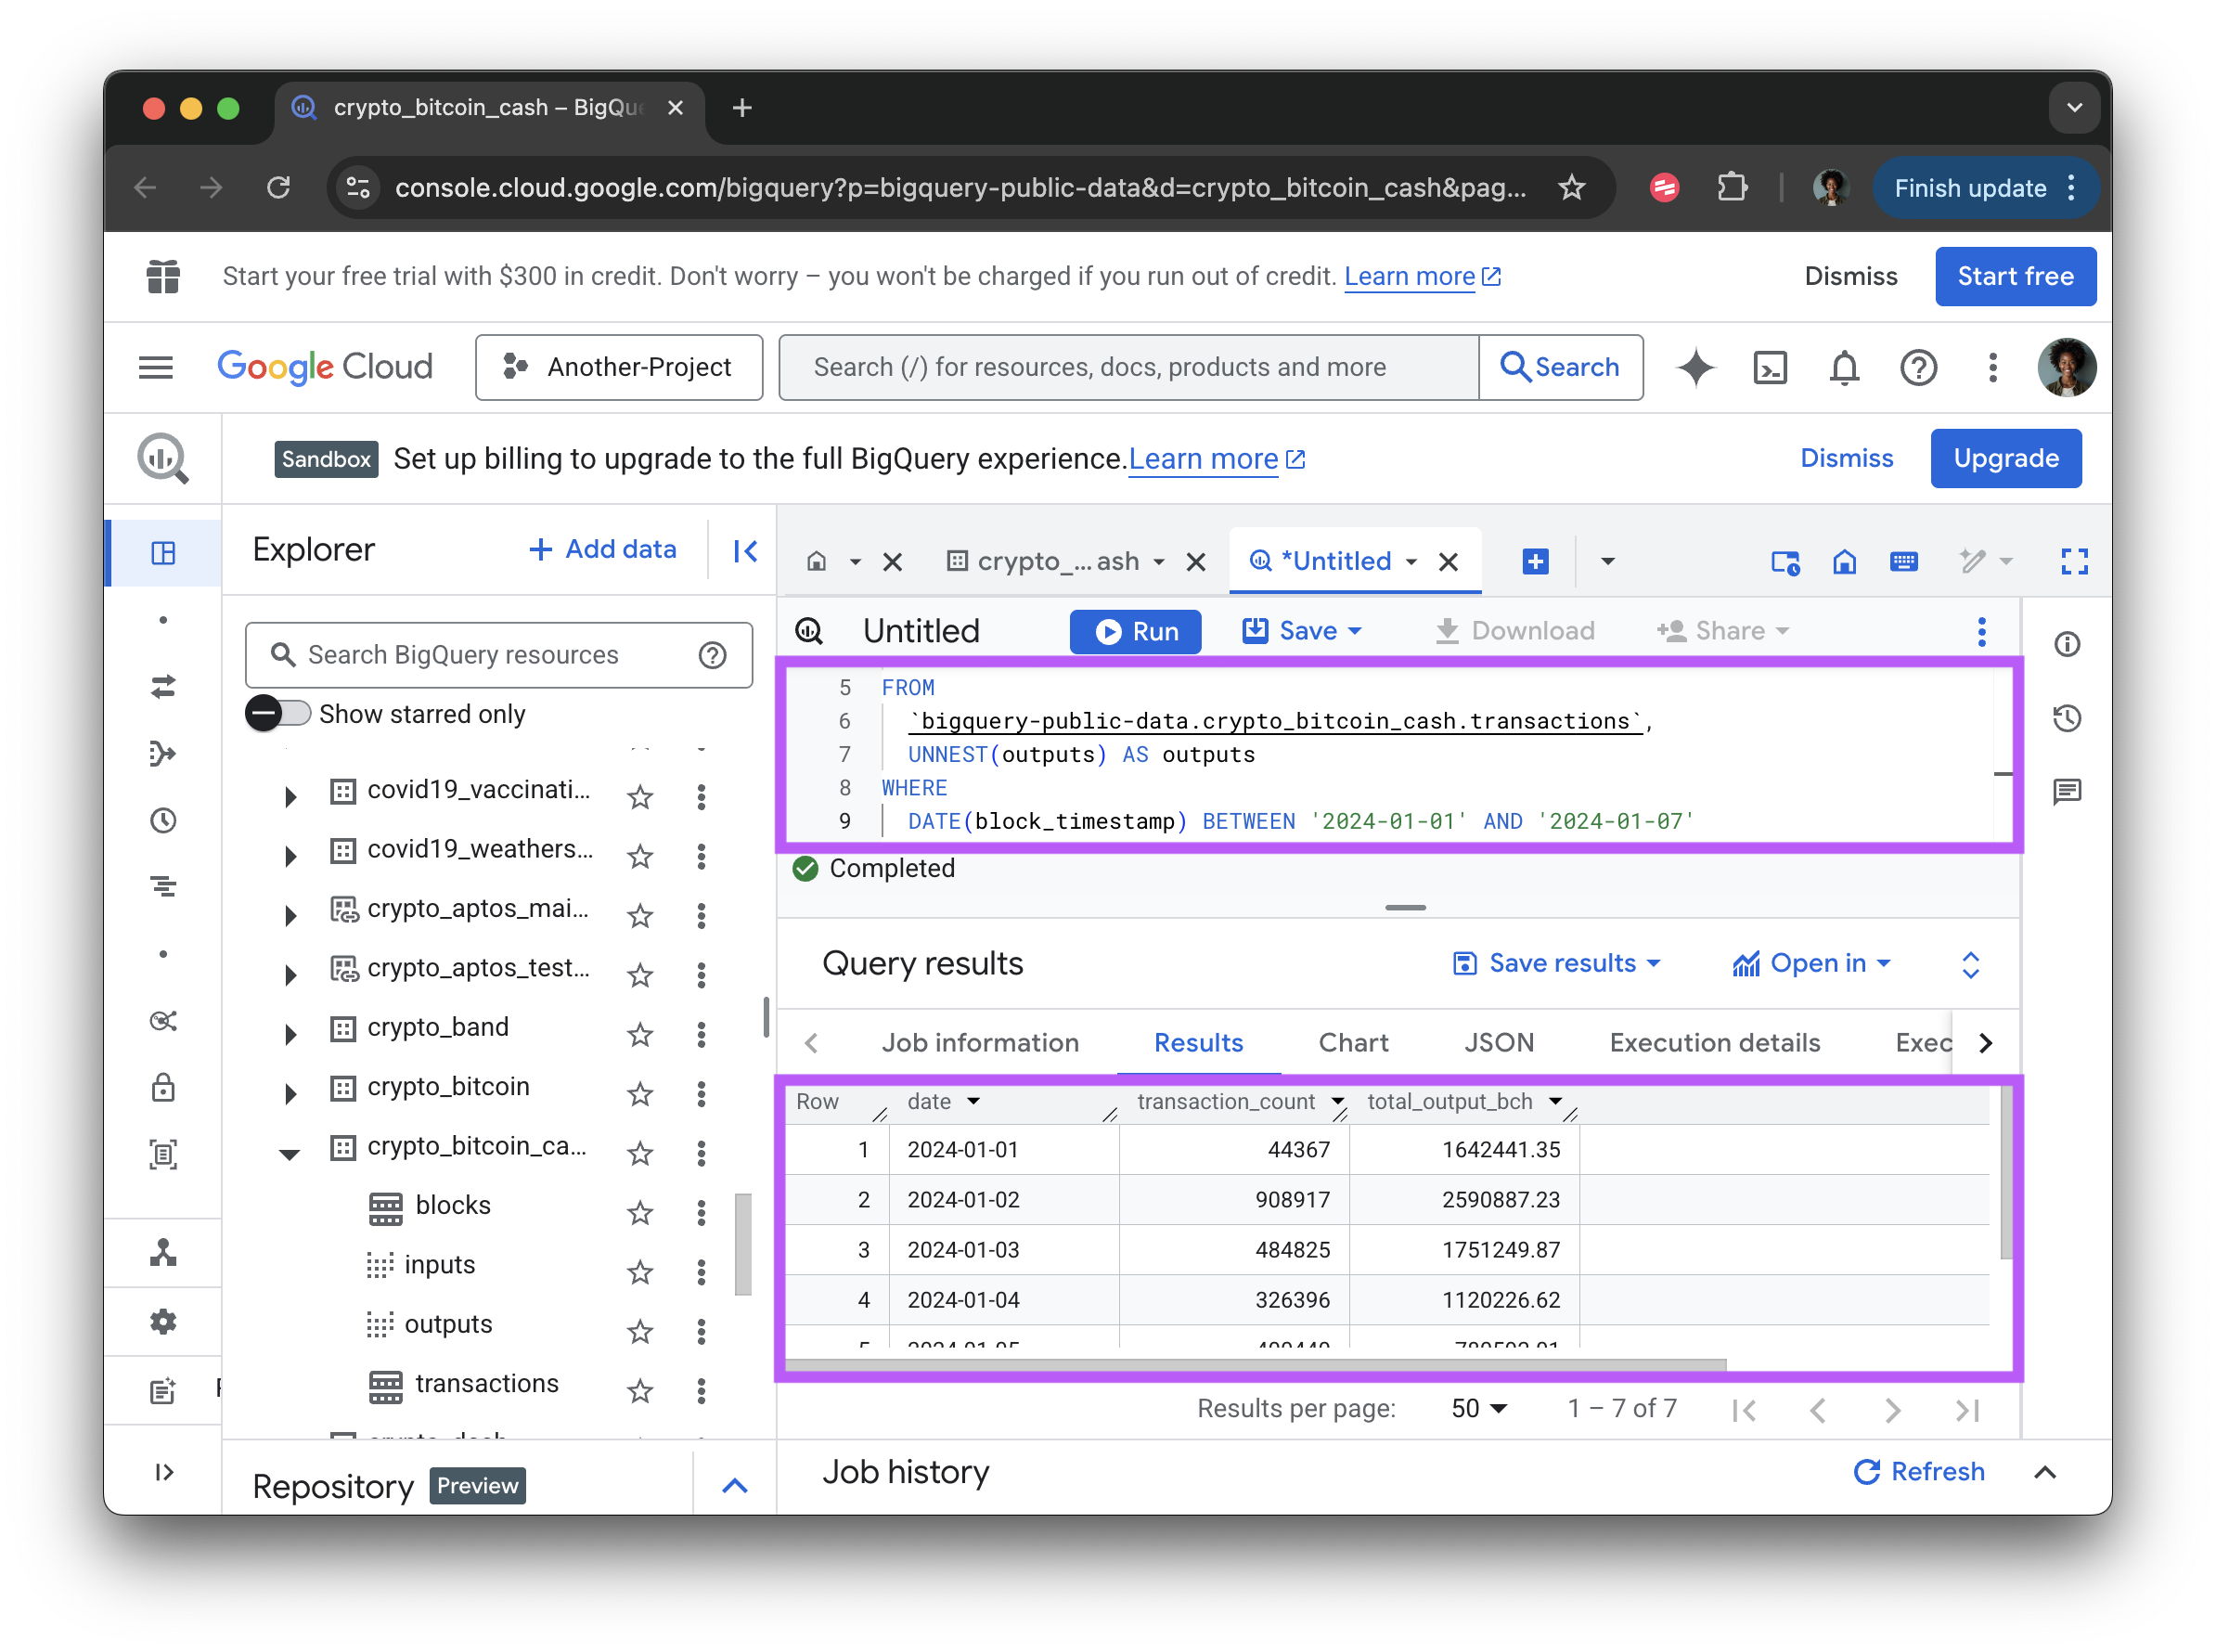 crypto_bitcoin_cash – BigQu
console.cloud.google.com/bigquery?p=bigquery-public-data&d=crypto_bitcoin_cash&pag...
Finish update
Start your free trial with $300 in credit. Don't worry – you won't be charged if you run out of credit. Learn more
Dismiss
Start free
Google Cloud
Another-Project
Search (/) for resources, docs, products and more
Search
Sandbox
Set up billing to upgrade to the full BigQuery experience. Learn more
Dismiss
Upgrade
Explorer
+ Add data
Search BigQuery resources
Show starred only
covid19_vaccinati...
covid19_weathers...
crypto_aptos_mai...
crypto_aptos_test...
crypto_band
crypto_bitcoin
crypto_bitcoin_ca...
blocks
inputs
outputs
transactions
Repository
Preview
crypto_... ash
*Untitled
Untitled
Run
Save
Download
Share
5 FROM
6 `bigquery-public-data.crypto_bitcoin_cash.transactions`,
7 UNNEST(outputs) AS outputs
8 WHERE
9 DATE(block_timestamp) BETWEEN '2024-01-01' AND '2024-01-07'
Completed
Query results
Save results
Open in
Job information
Results
Chart
JSON
Execution details
Exec
Row date transaction_count total_output_bch
1 2024-01-01 44367 1642441.35
2 2024-01-02 908917 2590887.23
3 2024-01-03 484825 1751249.87
4 2024-01-04 326396 1120226.62
Results per page: 50 1 – 7 of 7
Job history
Refresh